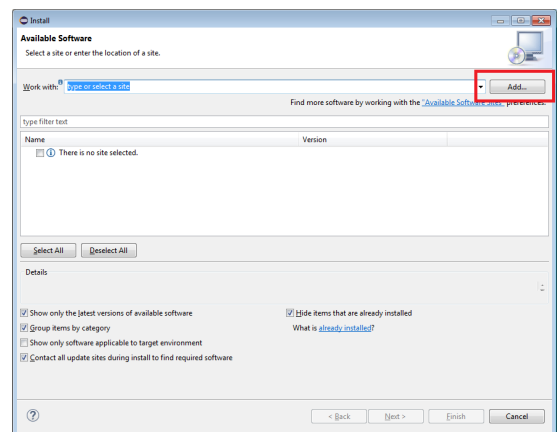 Install
Available Software
Select a site or enter the location of a site.
Work with: type or select a site Add...
Find more software by working with the "Available Software Sites" preferences.
type filter text
Name Version
There is no site selected.
Select All Deselect All
Details
Show only the latest versions of available software Hide items that are already installed
Group items by category What is already installed?
Show only software applicable to target environment
Contact all update sites during install to find required software
< Back Next > Finish Cancel